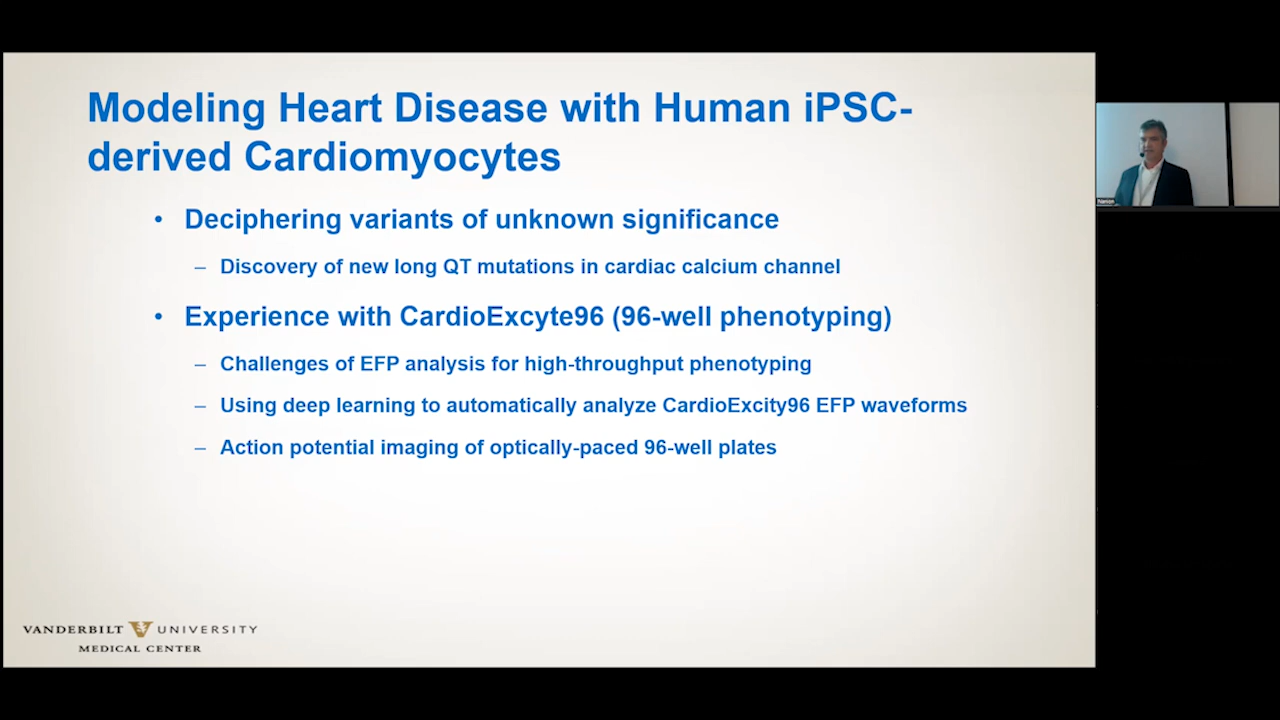 Modeling Heart Disease with Human iPSC-
derived Cardiomyocytes
• Deciphering variants of unknown significance
– Discovery of new long QT mutations in cardiac calcium channel
• Experience with CardioExcyte96 (96-well phenotyping)
– Challenges of EFP analysis for high-throughput phenotyping
– Using deep learning to automatically analyze CardioExcity96 EFP waveforms
– Action potential imaging of optically-paced 96-well plates
VANDERBILT V UNIVERSITY
MEDICAL CENTER
Nanion